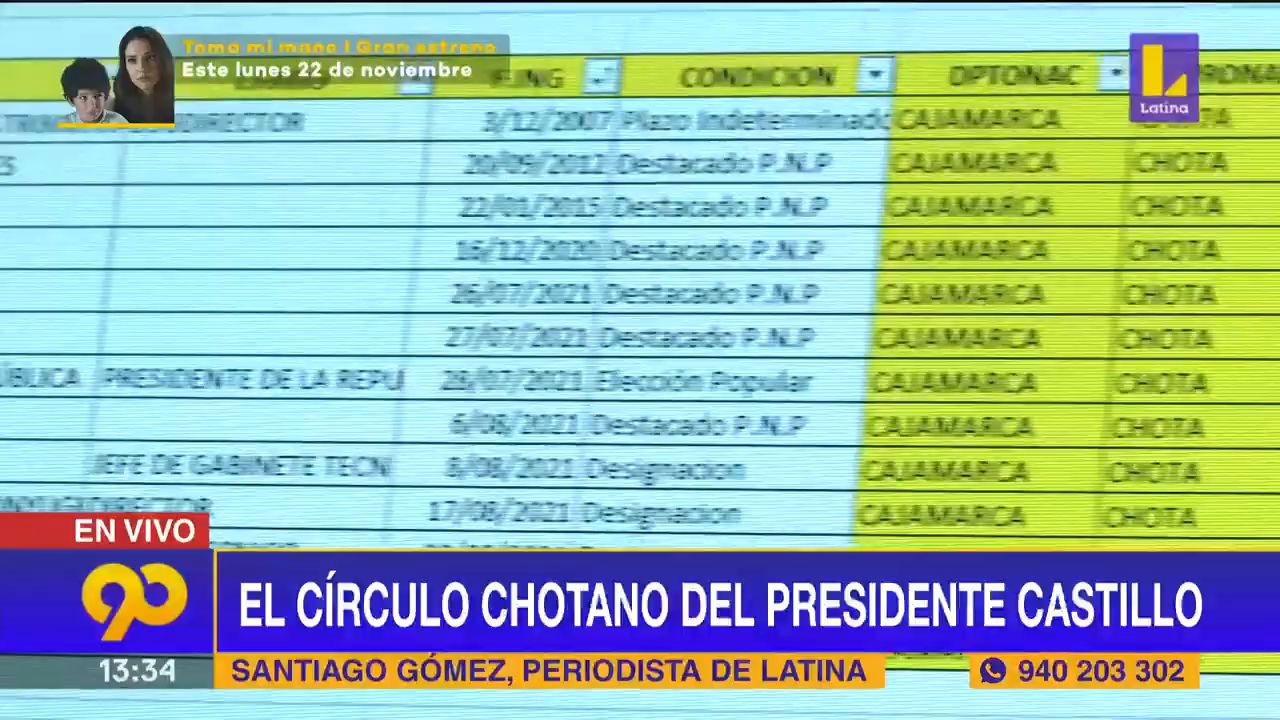 Toma mi mano | Gran estreno
Este lunes 22 de noviembre
Latina
F.ING CONDICION DPTONAC
DIRECTOR 3/12/2007 Plazo Indeterminado CAJAMARCA CHOTA
20/09/2012 Destacado P.N.P CAJAMARCA CHOTA
22/01/2015 Destacado P.N.P CAJAMARCA CHOTA
16/12/2020 Destacado P.N.P CAJAMARCA CHOTA
26/07/2021 Destacado P.N.P CAJAMARCA CHOTA
27/07/2021 Destacado P.N.P CAJAMARCA CHOTA
PRESIDENTE DE LA REPU 28/07/2021 Elección Popular CAJAMARCA CHOTA
6/08/2021 Destacado P.N.P CAJAMARCA CHOTA
JEFE DE GABINETE TECN 8/08/2021 Designacion CAJAMARCA CHOTA
DIRECTOR 17/08/2021 Designacion CAJAMARCA CHOTA
EN VIVO
90
EL CÍRCULO CHOTANO DEL PRESIDENTE CASTILLO
13:34
SANTIAGO GÓMEZ, PERIODISTA DE LATINA
940 203 302